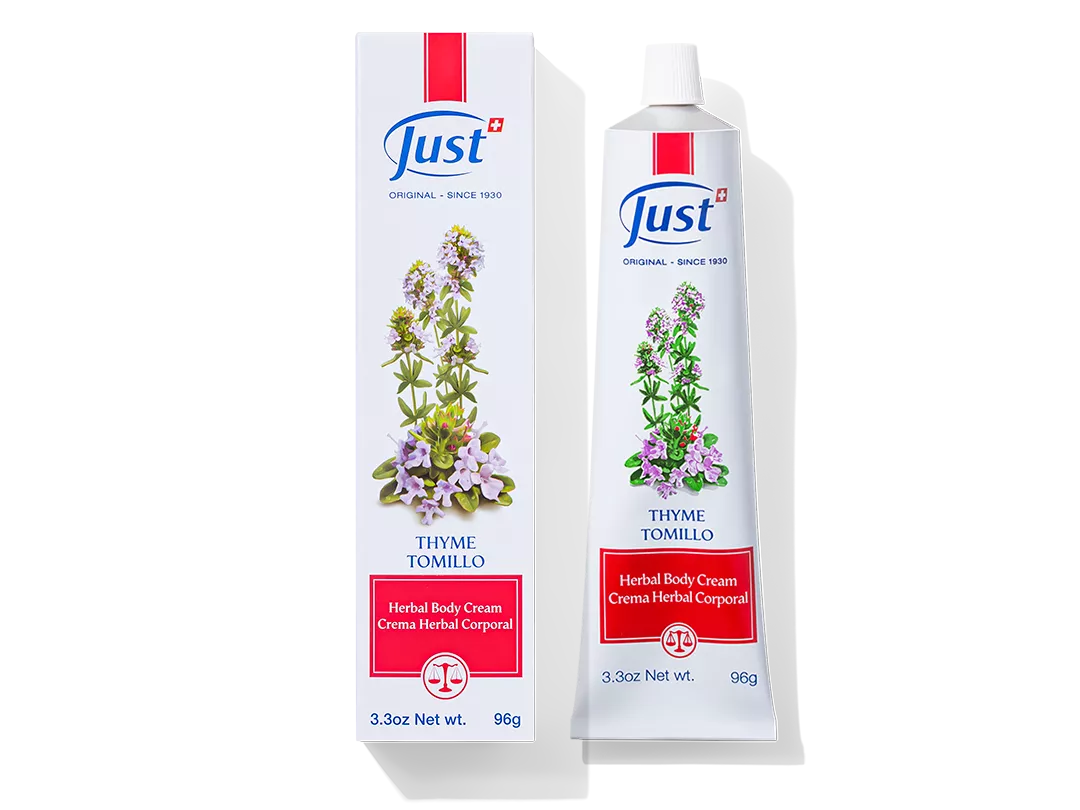 Just
ORIGINAL - SINCE 1930
THYME
TOMILLO
Herbal Body Cream
Crema Herbal Corporal
3.3oz Net wt. 96g
Just
ORIGINAL - SINCE 1930
THYME
TOMILLO
Herbal Body Cream
Crema Herbal Corporal
3.3oz Net wt. 96g